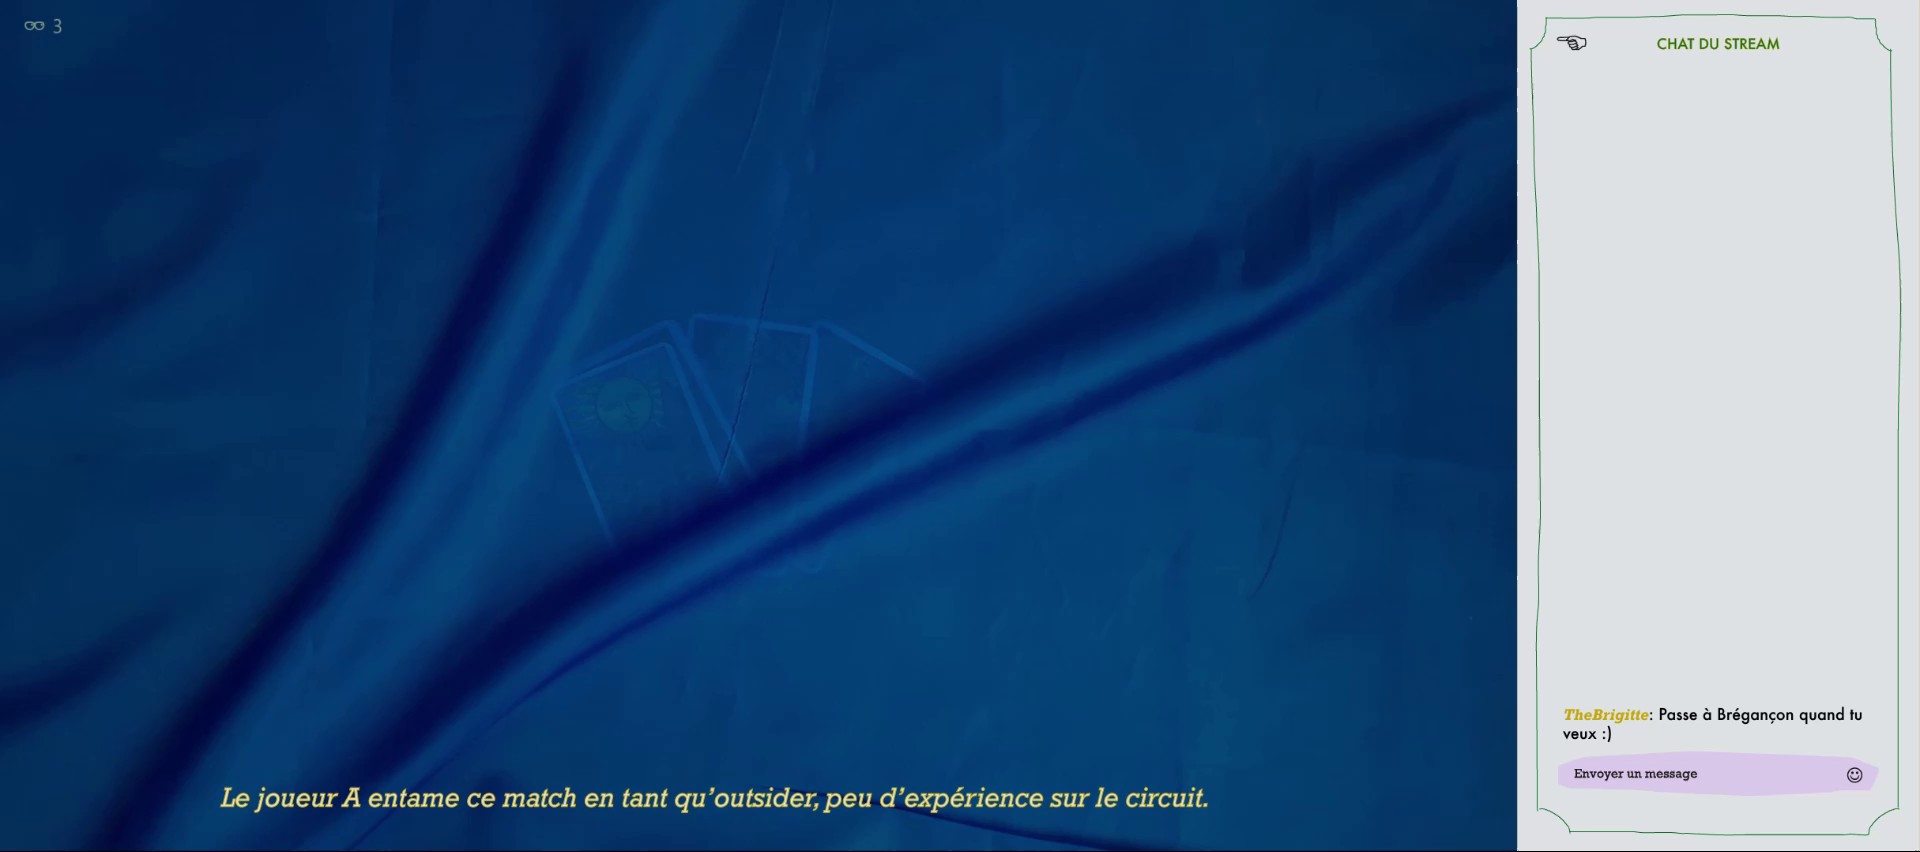 3
CHAT DU STREAM
TheBrigitte: Passe à Brégançon quand tu
veux :)
Envoyer un message
Le joueur A entame ce match en tant qu’outsider, peu d’expérience sur le circuit.